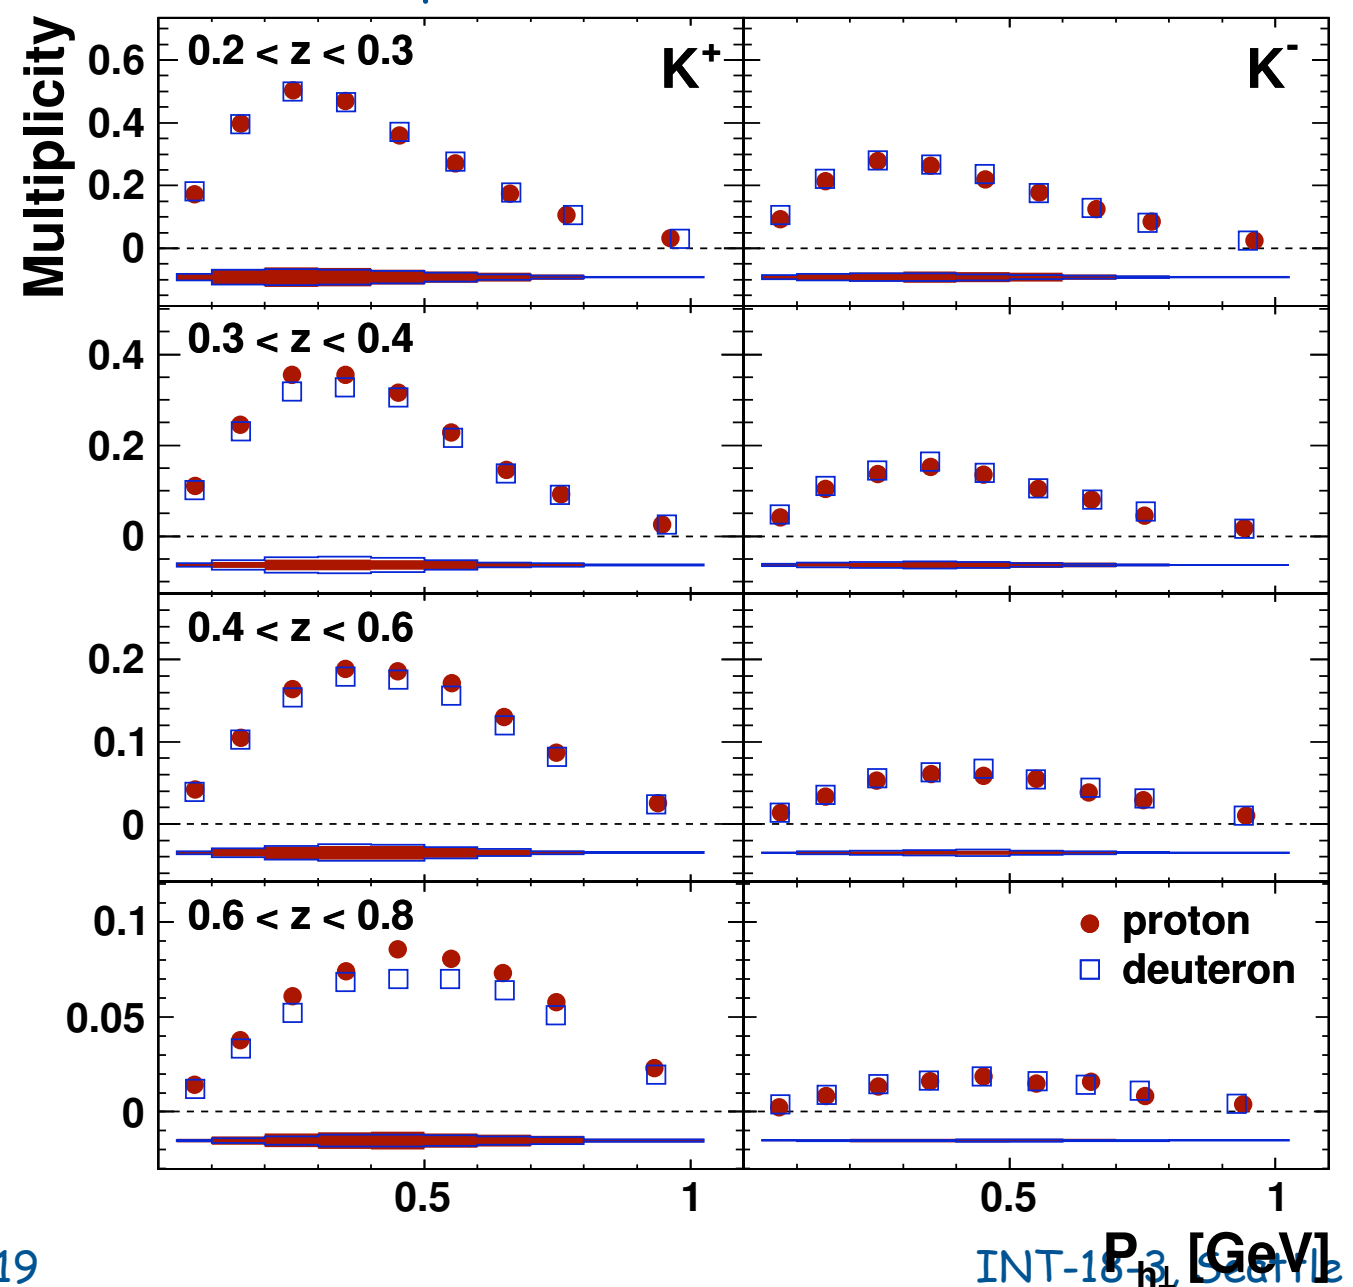 Multiplicity
0.2 < z < 0.3
K+
K-
0.6
0.4
0.2
0
0.3 < z < 0.4
0.4
0.2
0
0.4 < z < 0.6
0.2
0.1
0
0.6 < z < 0.8
proton
deuteron
0.1
0.05
0
0.5
1
0.5
1
Ph⊥ [GeV]
19
INT-18-3, Seattle